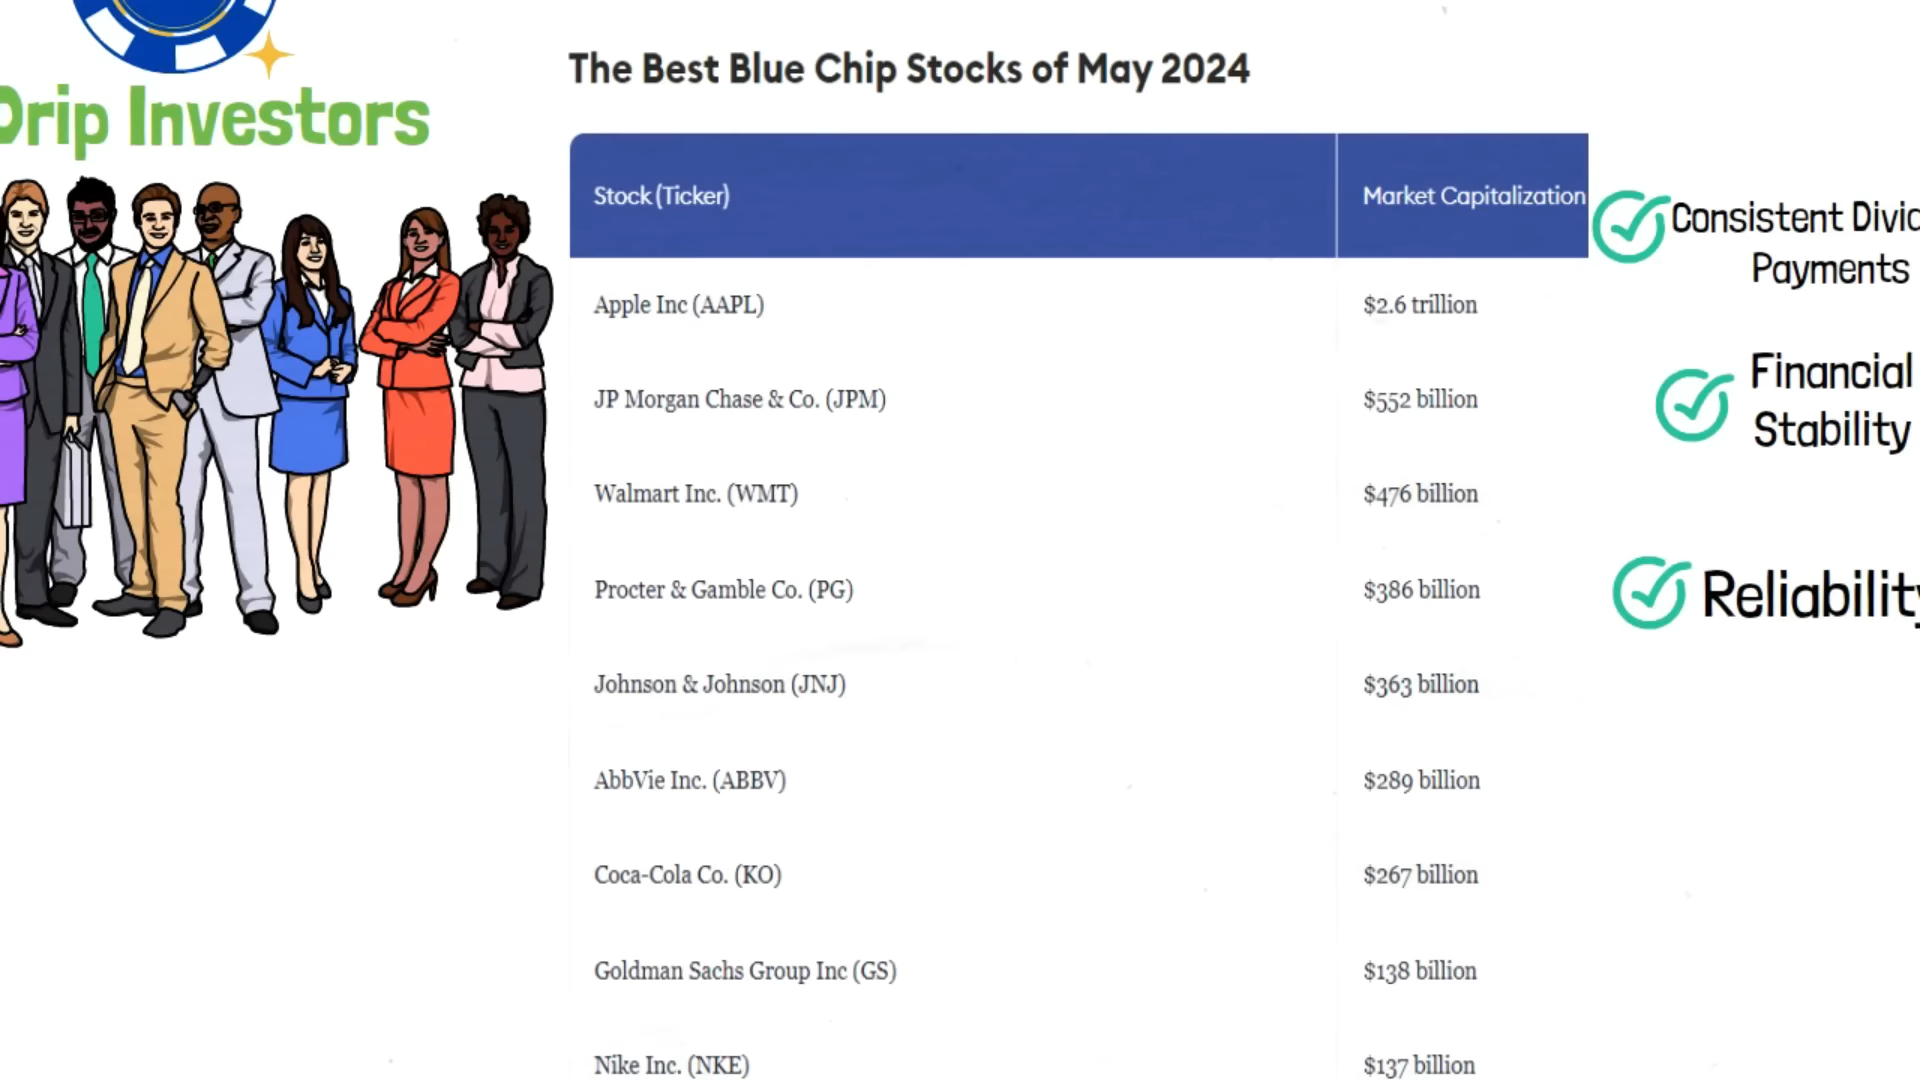 Drip Investors
The Best Blue Chip Stocks of May 2024
Stock (Ticker) Market Capitalization
Apple Inc (AAPL) $2.6 trillion
JP Morgan Chase & Co. (JPM) $552 billion
Walmart Inc. (WMT) $476 billion
Procter & Gamble Co. (PG) $386 billion
Johnson & Johnson (JNJ) $363 billion
AbbVie Inc. (ABBV) $289 billion
Coca-Cola Co. (KO) $267 billion
Goldman Sachs Group Inc (GS) $138 billion
Nike Inc. (NKE) $137 billion
Consistent
Payments
Financial
Stability
Reliability